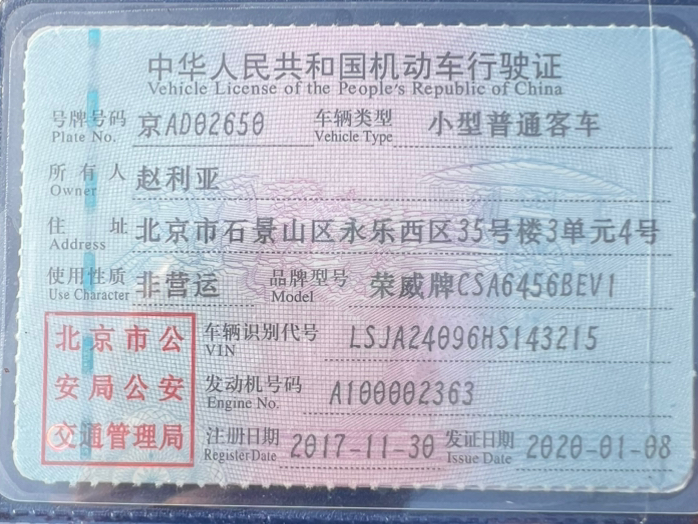 中华人民共和国机动车行驶证
Vehicle License of the People's Republic of China
号牌号码 京AD02650 车辆类型 小型普通客车
Plate No. Vehicle Type
所有人 赵利亚
Owner
住址 北京市石景山区永乐西区35号楼3单元4号
Address
使用性质 非营运 品牌型号 荣威牌CSA6456BEV1
Use Character Model
北京市公
安局公安
交通管理局
车辆识别代号 LSJA24096HS143215
VIN
发动机号码 A100002363
Engine No.
注册日期 2017-11-30 发证日期 2020-01-08
Register Date Issue Date